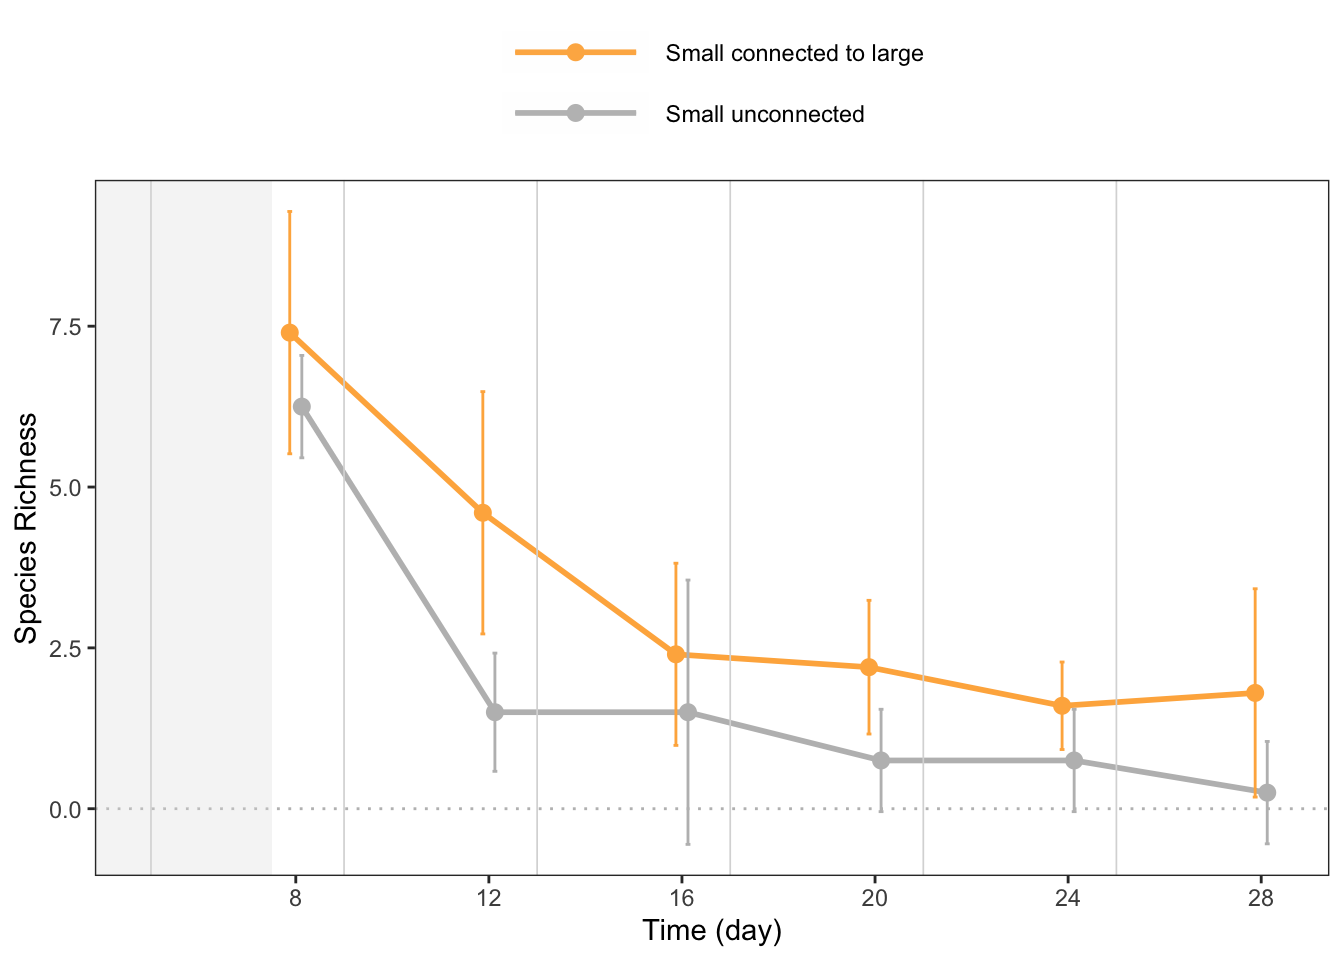 Small connected to large
Small unconnected
Species Richness
7.5
5.0
2.5
0.0
8 12 16 20 24 28
Time (day)